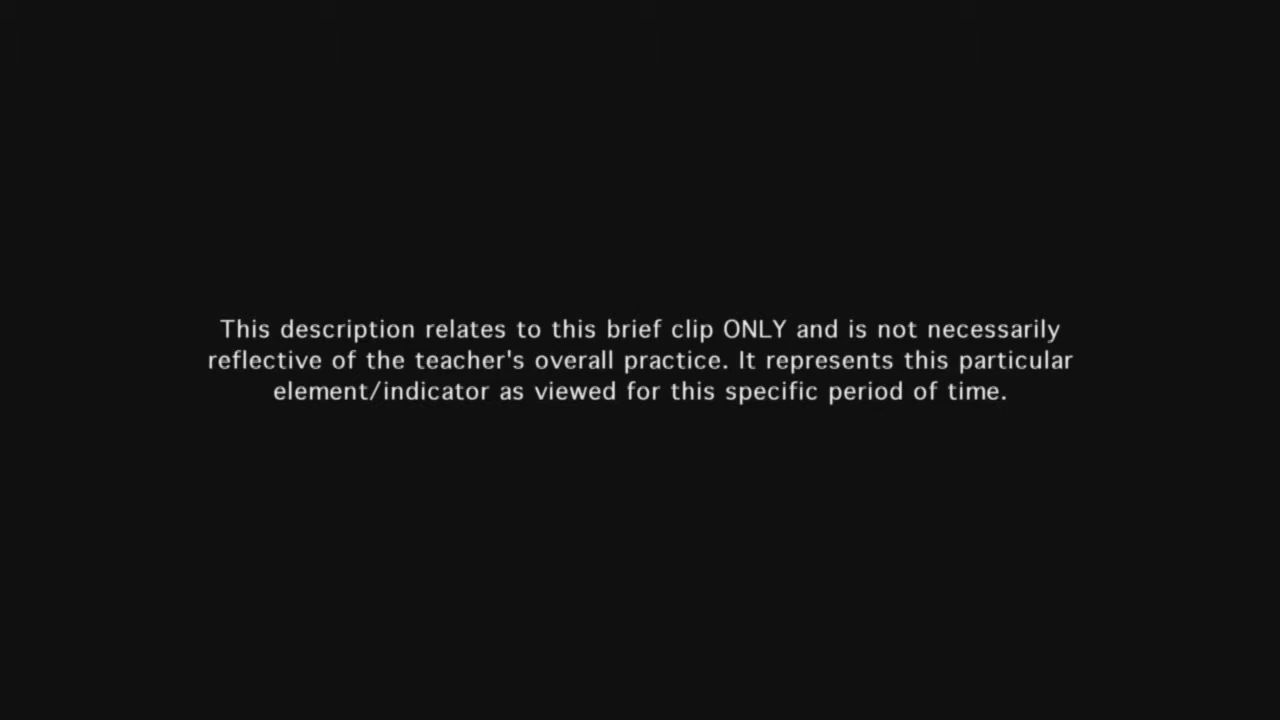 This description relates to this brief clip ONLY and is not necessarily
reflective of the teacher's overall practice. It represents this particular
element/indicator as viewed for this specific period of time.